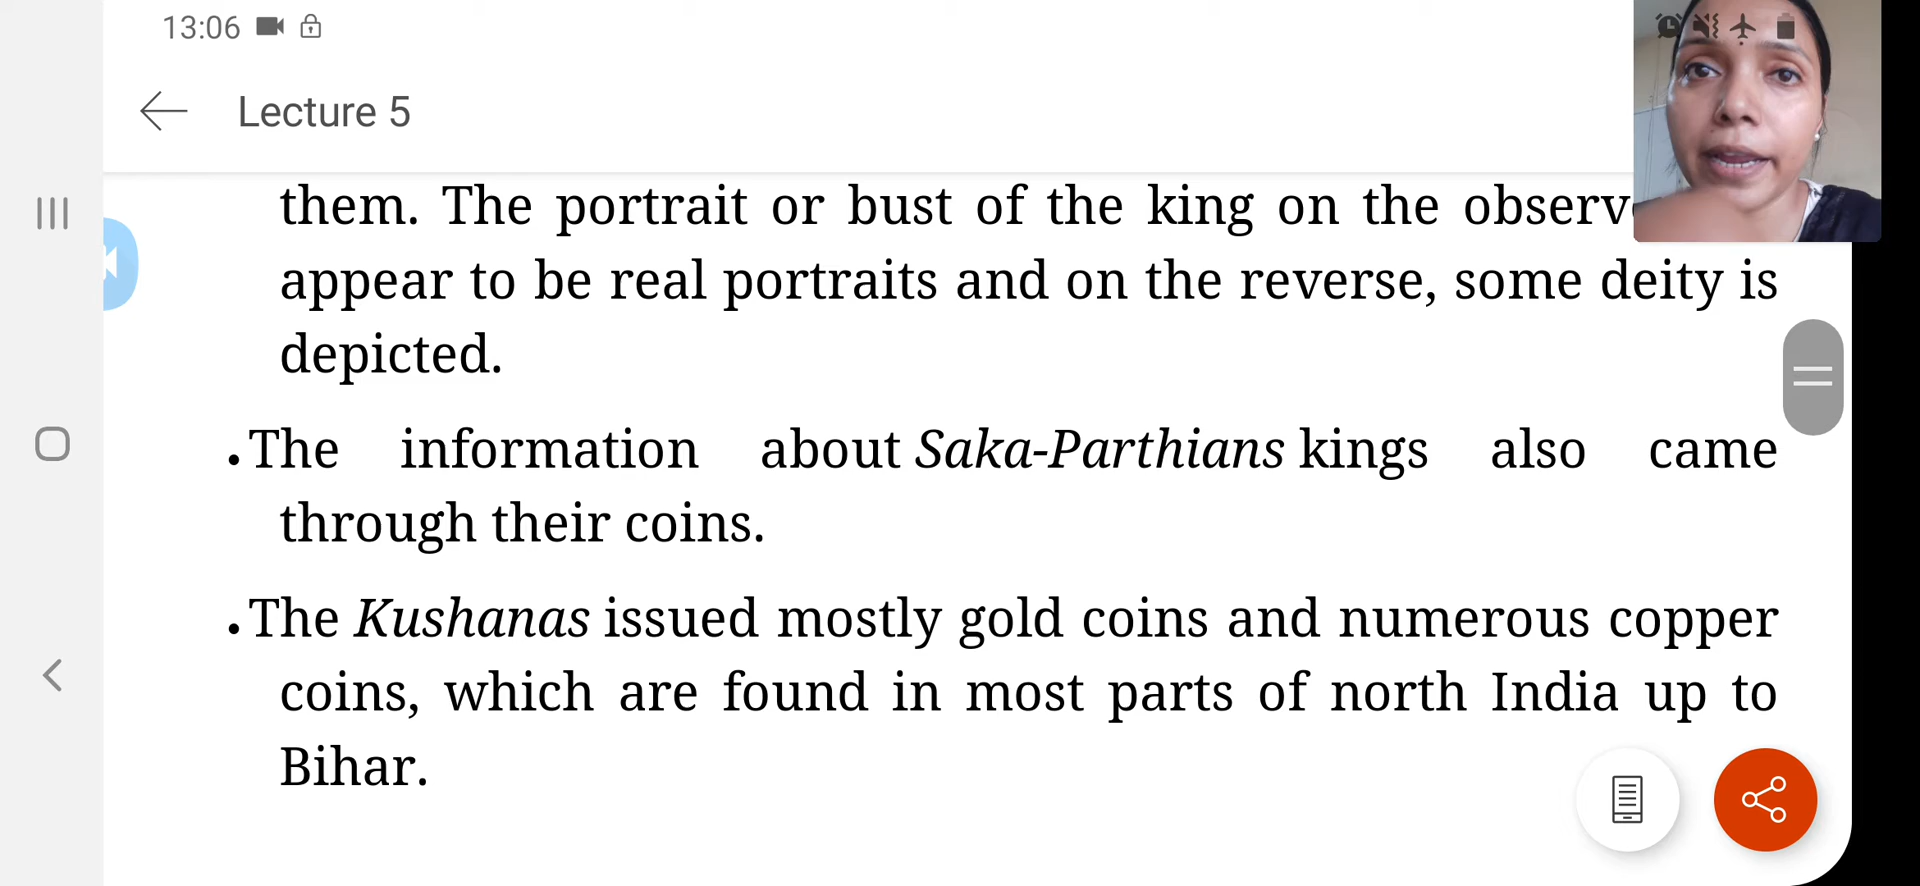 13:06
Lecture 5
them. The portrait or bust of the king on the
appear to be real portraits and on the reverse, some deity is
depicted.
• The information about Saka-Parthians kings also came
through their coins.
• The Kushanas issued mostly gold coins and numerous copper
coins, which are found in most parts of north India up to
Bihar.